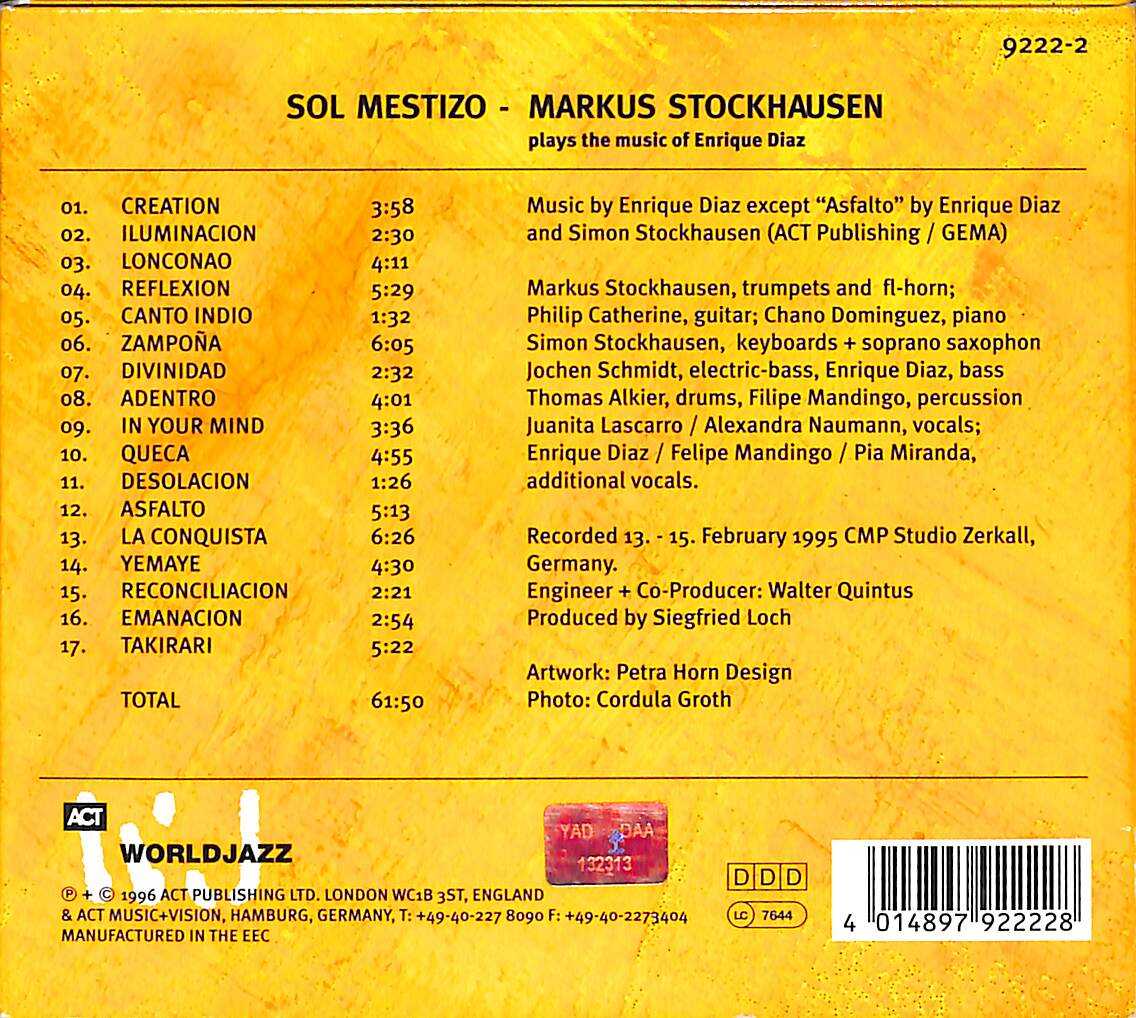 9222-2
SOL MESTIZO - MARKUS STOCKHAUSEN
plays the music of Enrique Diaz
01. CREATION 3:58
02. ILUMINACION 2:30
03. LONCONAO 4:11
04. REFLEXION 5:29
05. CANTO INDIO 1:32
06. ZAMPOÑA 6:05
07. DIVINIDAD 2:32
08. ADENTRO 4:01
09. IN YOUR MIND 3:36
10. QUECA 4:55
11. DESOLACION 1:26
12. ASFALTO 5:13
13. LA CONQUISTA 6:26
14. YEMAYE 4:30
15. RECONCILIACION 2:21
16. EMANACION 2:54
17. TAKIRARI 5:22
TOTAL 61:50
Music by Enrique Diaz except “Asfalto” by Enrique Diaz
and Simon Stockhausen (ACT Publishing / GEMA)
Markus Stockhausen, trumpets and fl-horn;
Philip Catherine, guitar; Chano Dominguez, piano
Simon Stockhausen, keyboards + soprano saxophon
Jochen Schmidt, electric-bass, Enrique Diaz, bass
Thomas Alkier, drums, Filipe Mandingo, percussion
Juanita Lascarro / Alexandra Naumann, vocals;
Enrique Diaz / Felipe Mandingo / Pia Miranda,
additional vocals.
Recorded 13. - 15. February 1995 CMP Studio Zerkall,
Germany.
Engineer + Co-Producer: Walter Quintus
Produced by Siegfried Loch
Artwork: Petra Horn Design
Photo: Cordula Groth
ACT
WJ
WORLDJAZZ
℗ + © 1996 ACT PUBLISHING LTD. LONDON WC1B 3ST, ENGLAND
& ACT MUSIC+VISION, HAMBURG, GERMANY, T: +49-40-227 8090 F: +49-40-2273404
MANUFACTURED IN THE EEC
YAD DAA
132313
DDD
LC 7644
4 014897 922228